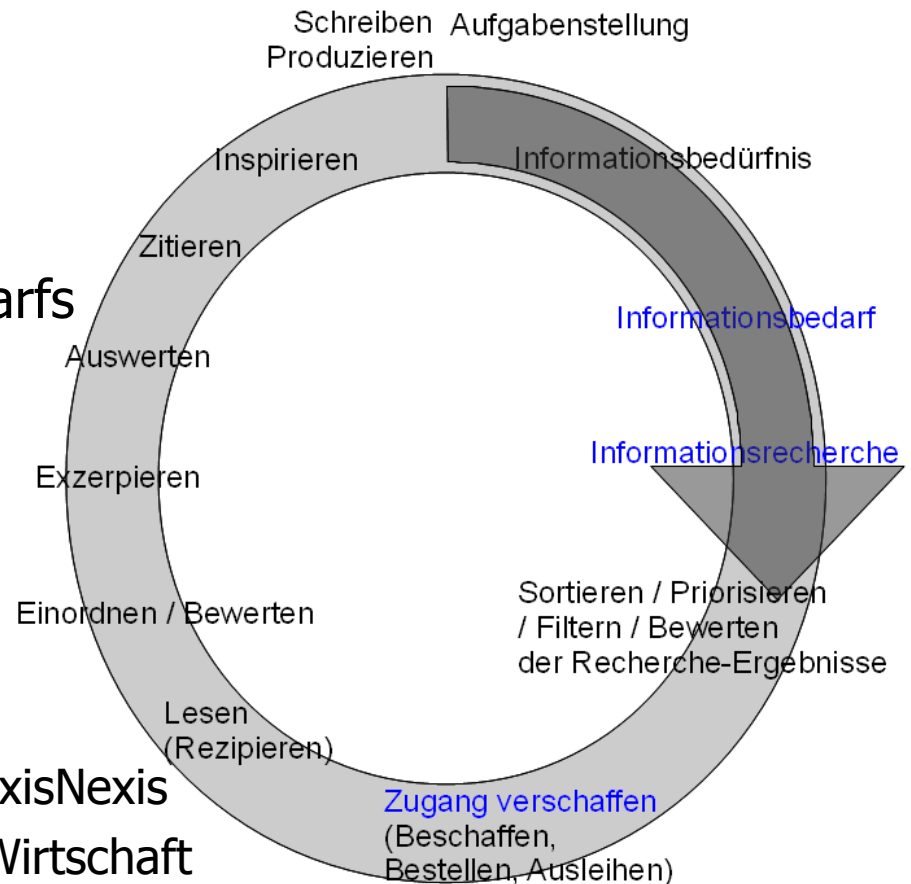 Schreiben
Produzieren
Aufgabenstellung
Informationsbedürfnis
Informationsbedarf
Informationsrecherche
Sortieren / Priorisieren
/ Filtern / Bewerten
der Recherche-Ergebnisse
Zugang verschaffen
(Beschaffen,
Bestellen, Ausleihen)
Lesen
(Rezipieren)
Einordnen / Bewerten
Exzerpieren
Auswerten
Zitieren
Inspirieren
arfs
xisNexis
Wirtschaft